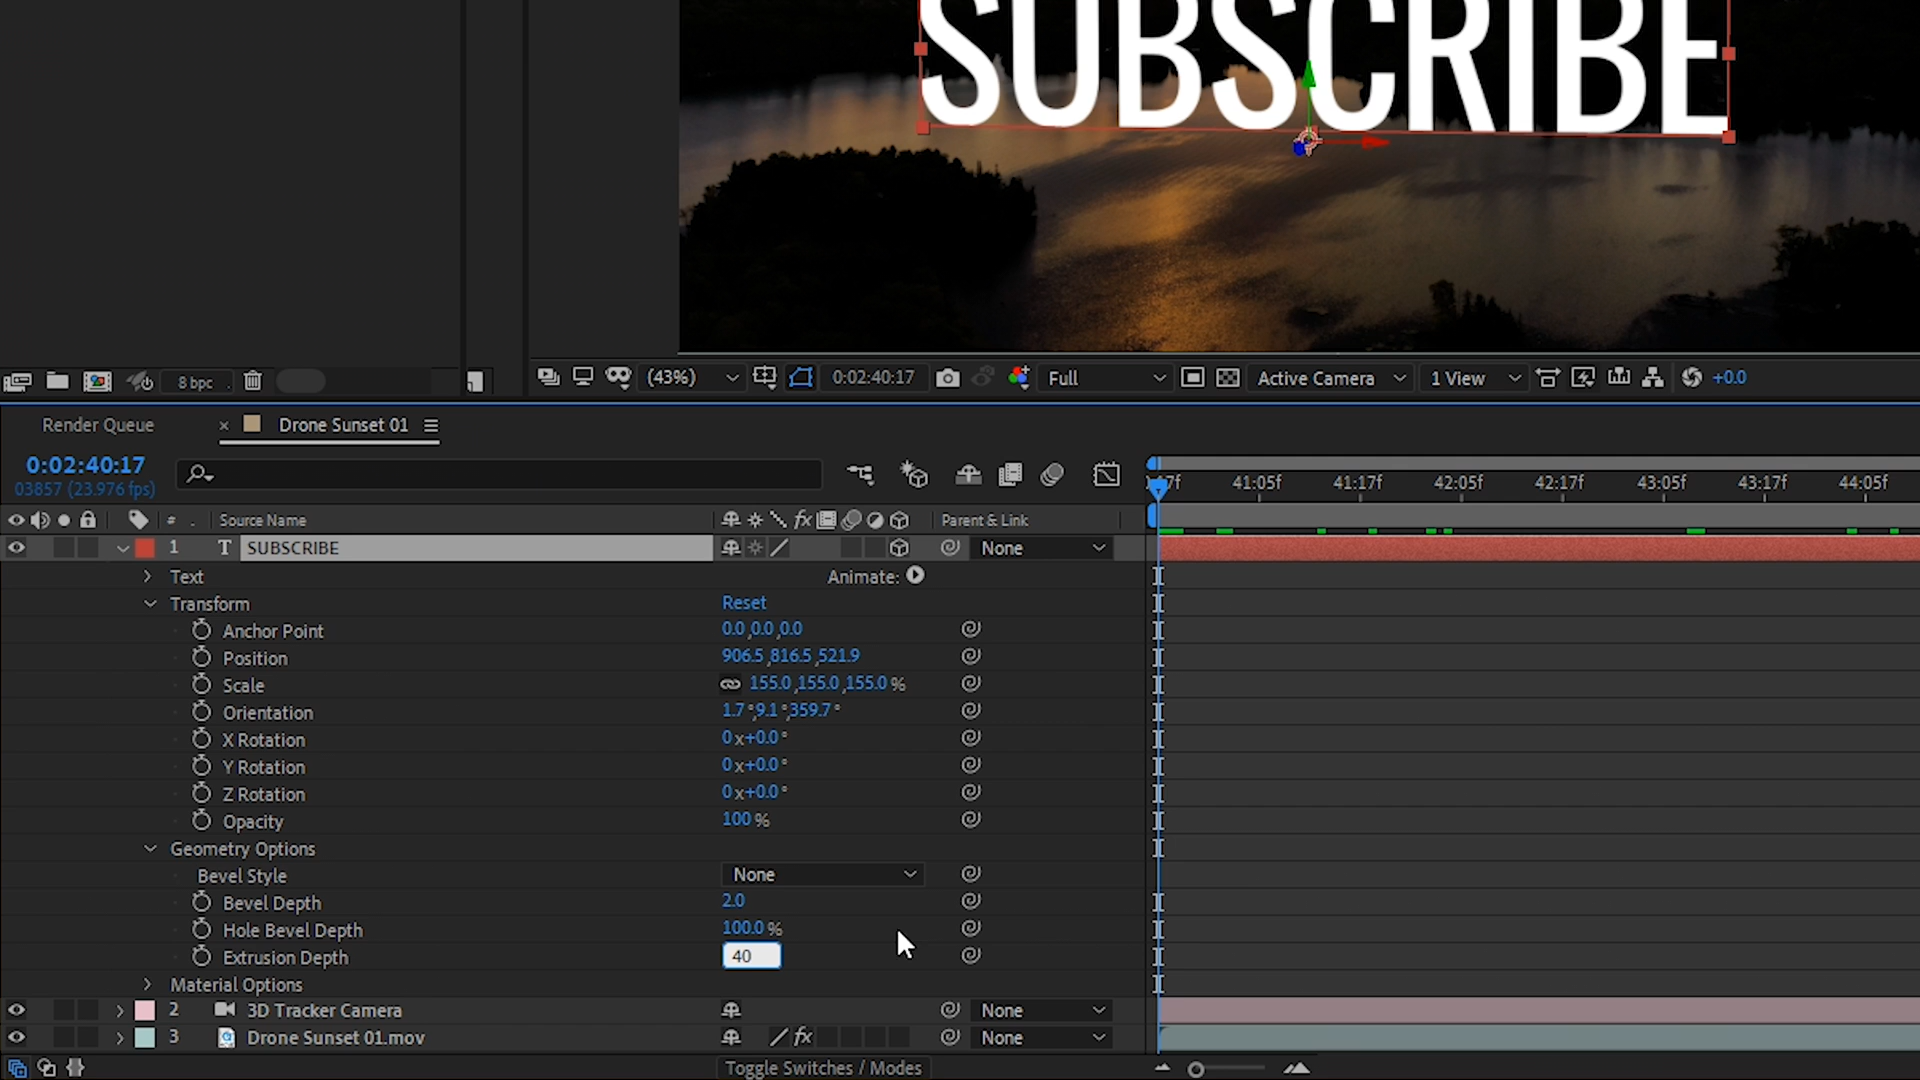 SUBSCRIBE
8 bpc
(43%) 0:02:40:17 Full Active Camera 1 View +0.0
Render Queue × Drone Sunset 01
0:02:40:17
03857 (23.976 fps)
41:05f 41:17f 42:05f 42:17f 43:05f 43:17f 44:05f
# . Source Name fx Parent & Link
1 T SUBSCRIBE None
Text Animate:
Transform Reset
Anchor Point 0.0,0.0,0.0
Position 906.5,816.5,521.9
Scale 155.0,155.0,155.0%
Orientation 1.7°,9.1°,359.7°
X Rotation 0x+0.0°
Y Rotation 0x+0.0°
Z Rotation 0x+0.0°
Opacity 100%
Geometry Options
Bevel Style None
Bevel Depth 2.0
Hole Bevel Depth 100.0%
Extrusion Depth 40
Material Options
2 3D Tracker Camera None
3 Drone Sunset 01.mov fx None
Toggle Switches / Modes